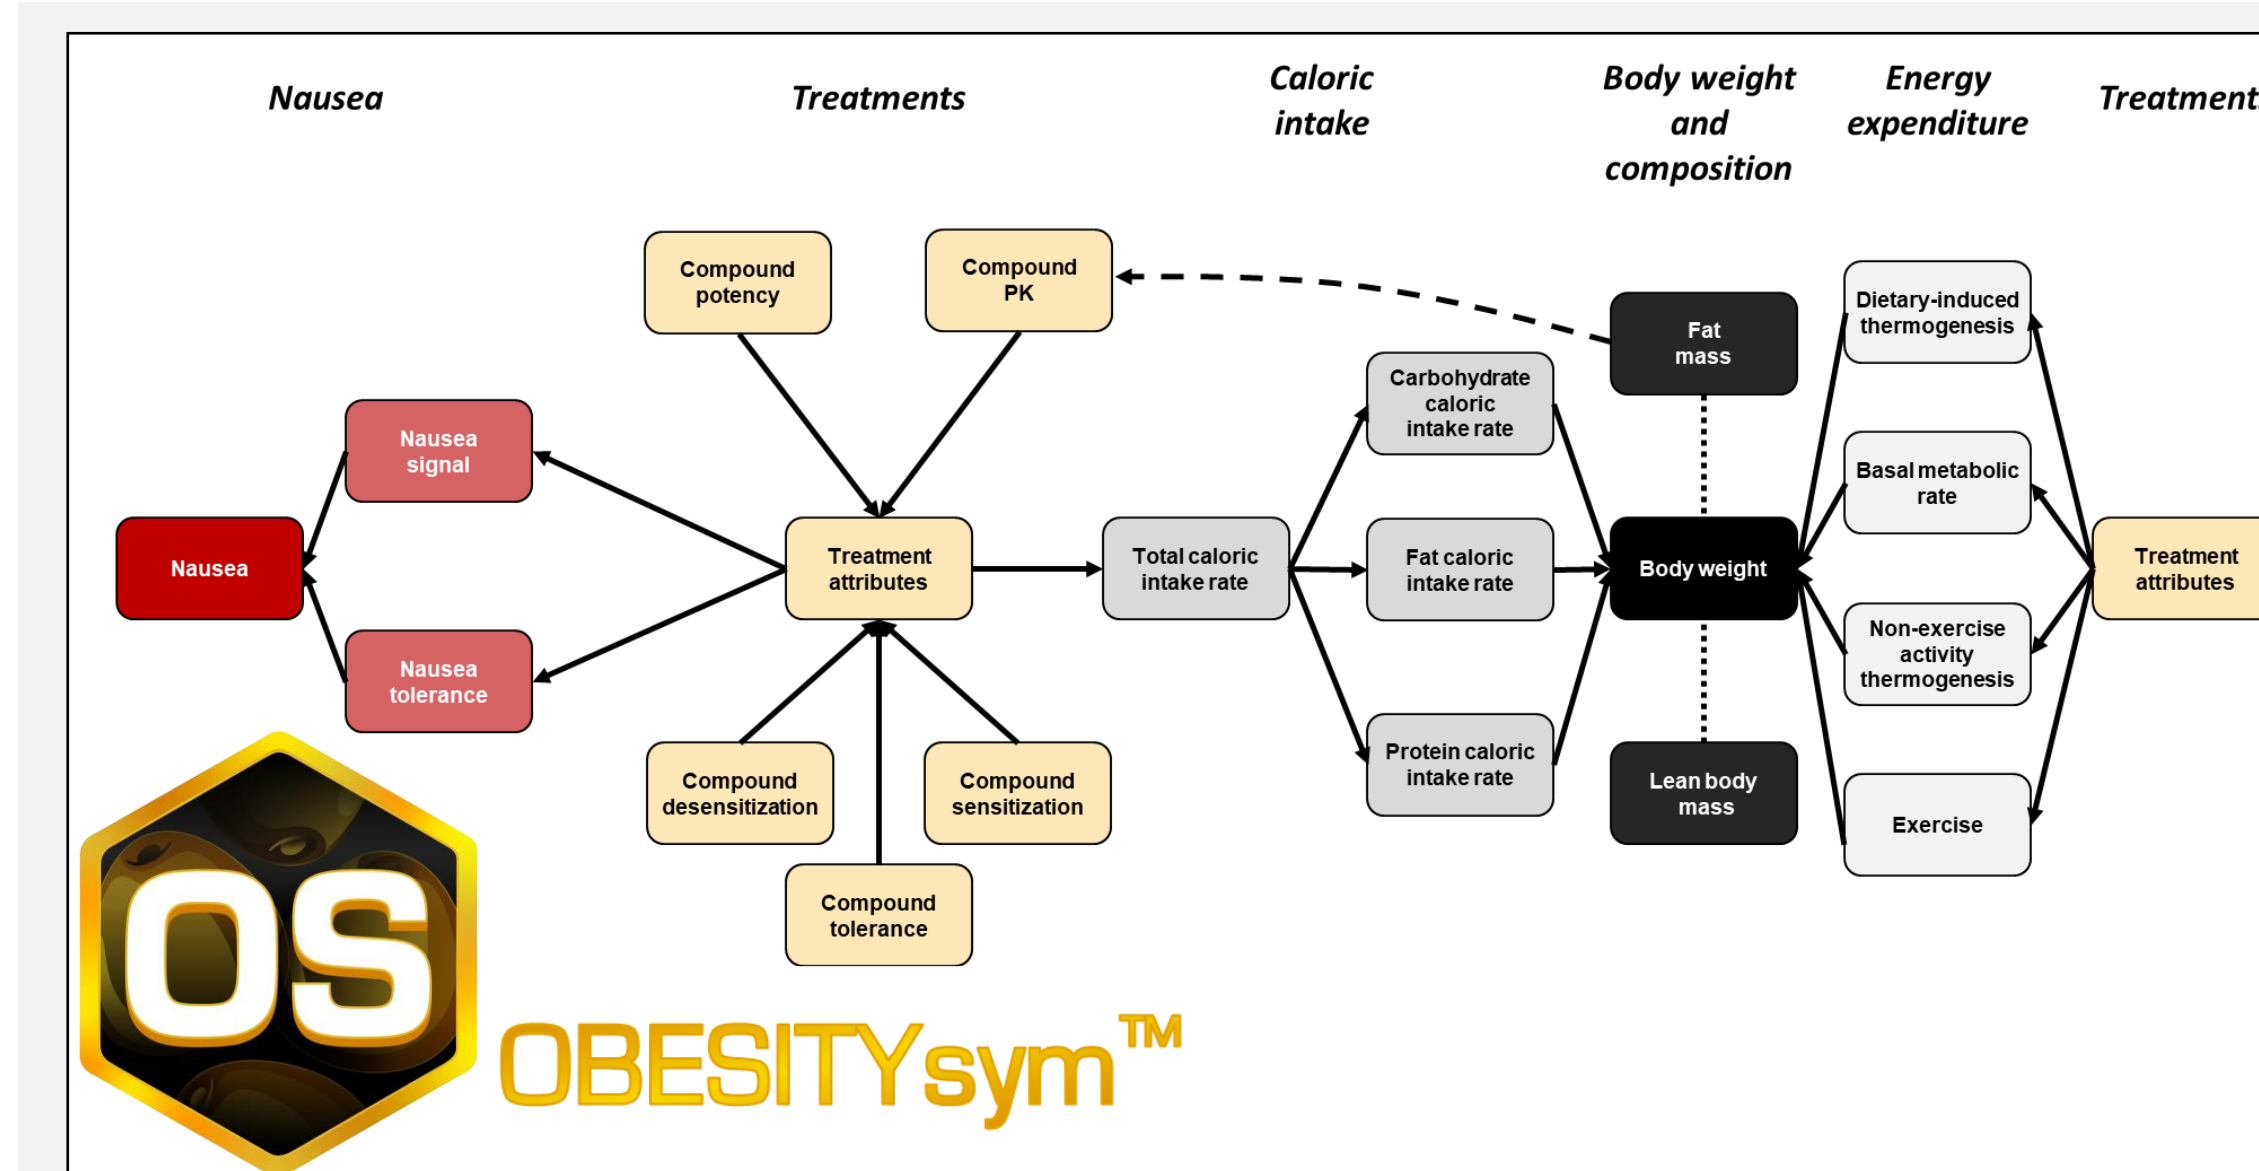 Nausea
Treatments
Caloric
intake
Body weight
and
composition
Energy
expenditure
Treatment
Compound
potency
Compound
PK
Nausea
signal
Nausea
tolerance
Nausea
Treatment
attributes
Compound
desensitization
Compound
sensitization
Compound
tolerance
Total caloric
intake rate
Carbohydrate
caloric
intake rate
Fat caloric
intake rate
Protein caloric
intake rate
Fat
mass
Body weight
Lean body
mass
Dietary-induced
thermogenesis
Basal metabolic
rate
Non-exercise
activity
thermogenesis
Exercise
Treatment
attributes
OS
OBESITYsym™